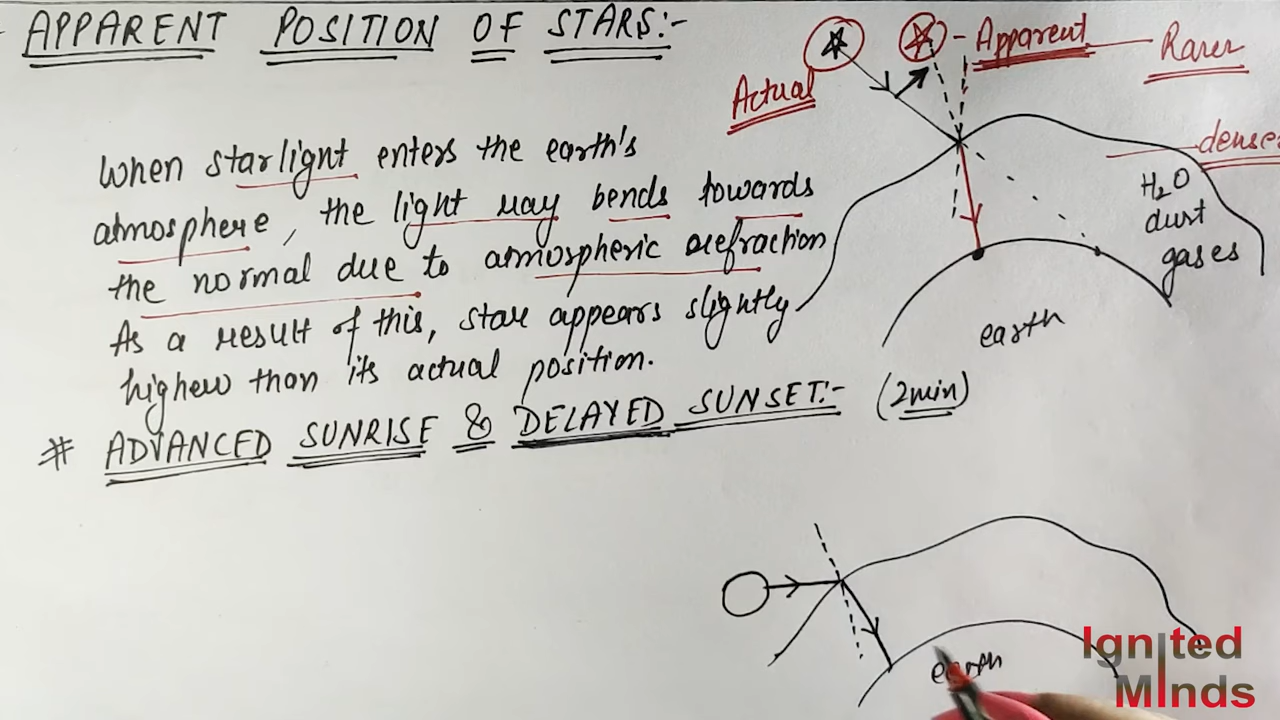 APPARENT POSITION OF STARS:-
Actual
- Apparent
Rarer
When starlight enters the earth's
atmosphere, the light ray bends towards
the normal due to atmospheric refraction
As a result of this, star appears slightly
higher than its actual position.
dense
H2O
dust
gases
earth
# ADVANCED SUNRISE & DELAYED SUNSET:- (2min)
earth
Ignited
Minds